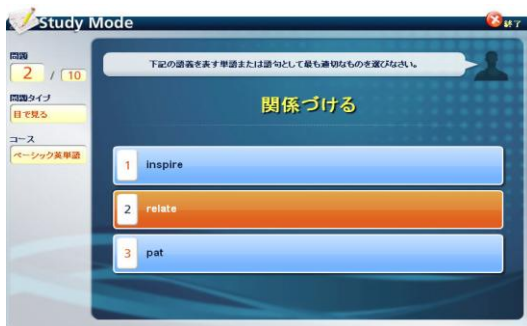 Study Mode
終了
問題
2 / 10
問題タイプ
目で見る
コース
ベーシック英単語
下記の語義を表す単語または語句として最も適切なものを選びなさい。
関係づける
1 inspire
2 relate
3 pat